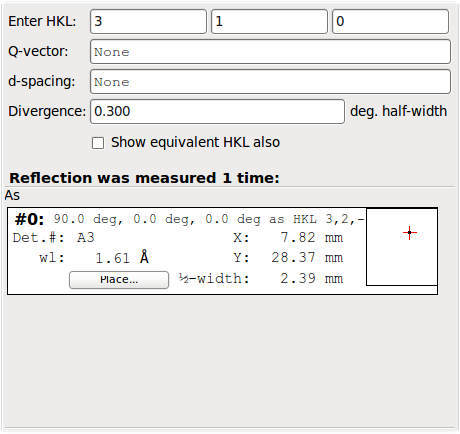 Enter HKL: 3 1 0
Q-vector: None
d-spacing: None
Divergence: 0.300 deg. half-width
Show equivalent HKL also
Reflection was measured 1 time:
As
#0: 90.0 deg, 0.0 deg, 0.0 deg as HKL 3,2,-
Det.#: A3 X: 7.82 mm
wl: 1.61 Å Y: 28.37 mm
Place... ½-width: 2.39 mm